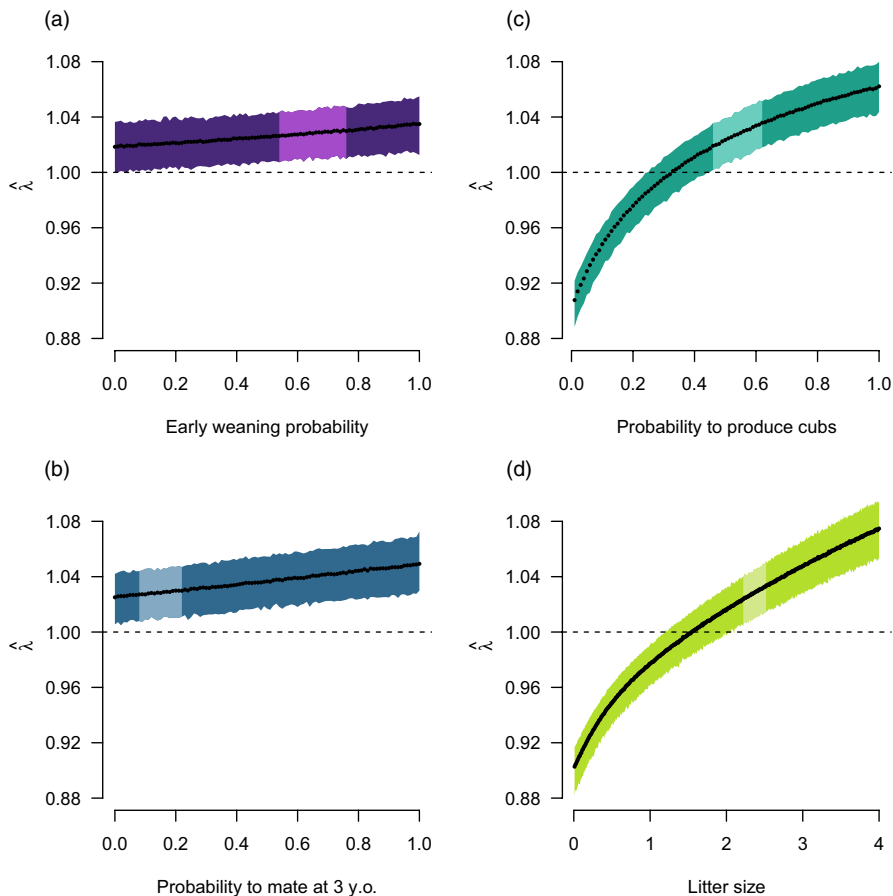 (a)
1.08
1.04
1.00
0.96
0.92
0.88
λ̂
0.0 0.2 0.4 0.6 0.8 1.0
Early weaning probability
(c)
1.08
1.04
1.00
0.96
0.92
0.88
λ̂
0.0 0.2 0.4 0.6 0.8 1.0
Probability to produce cubs
(b)
1.08
1.04
1.00
0.96
0.92
0.88
λ̂
0.0 0.2 0.4 0.6 0.8 1.0
Probability to mate at 3 y.o.
(d)
1.08
1.04
1.00
0.96
0.92
0.88
λ̂
0 1 2 3 4
Litter size